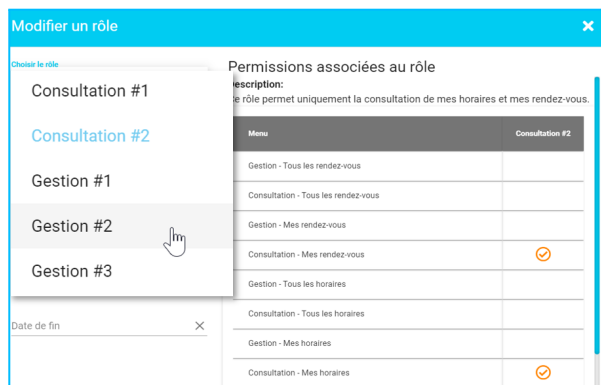 Modifier un rôle
Choisir le rôle
Consultation #1
Consultation #2
Gestion #1
Gestion #2
Gestion #3
Date de fin
Permissions associées au rôle
Description:
Ce rôle permet uniquement la consultation de mes horaires et mes rendez-vous.
Menu Consultation #2
Gestion - Tous les rendez-vous
Consultation - Tous les rendez-vous
Gestion - Mes rendez-vous
Consultation - Mes rendez-vous
Gestion - Tous les horaires
Consultation - Tous les horaires
Gestion - Mes horaires
Consultation - Mes horaires